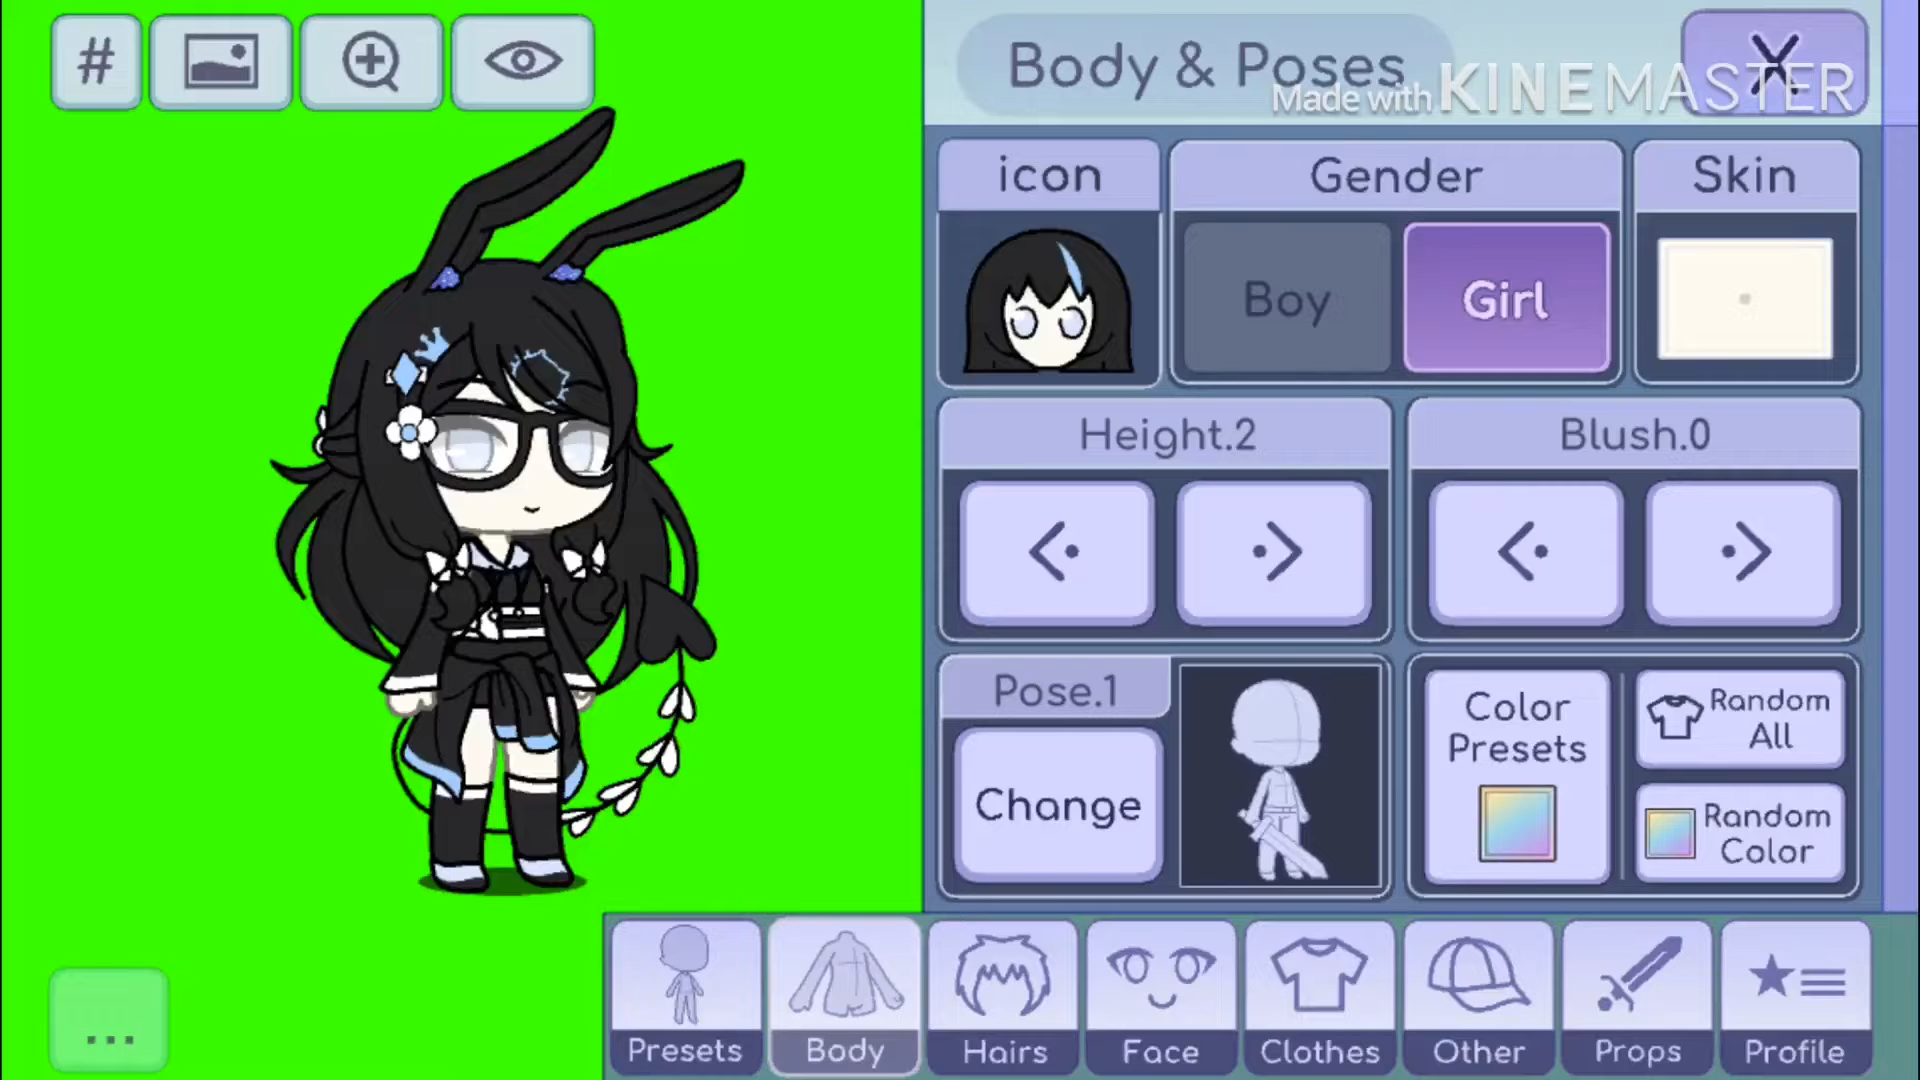 #
Body & Poses
X
Made with KINEMASTER
icon
Gender
Skin
Boy
Girl
Height.2
Blush.0
Pose.1
Change
Color
Presets
Random
All
Random
Color
...
Presets
Body
Hairs
Face
Clothes
Other
Props
Profile